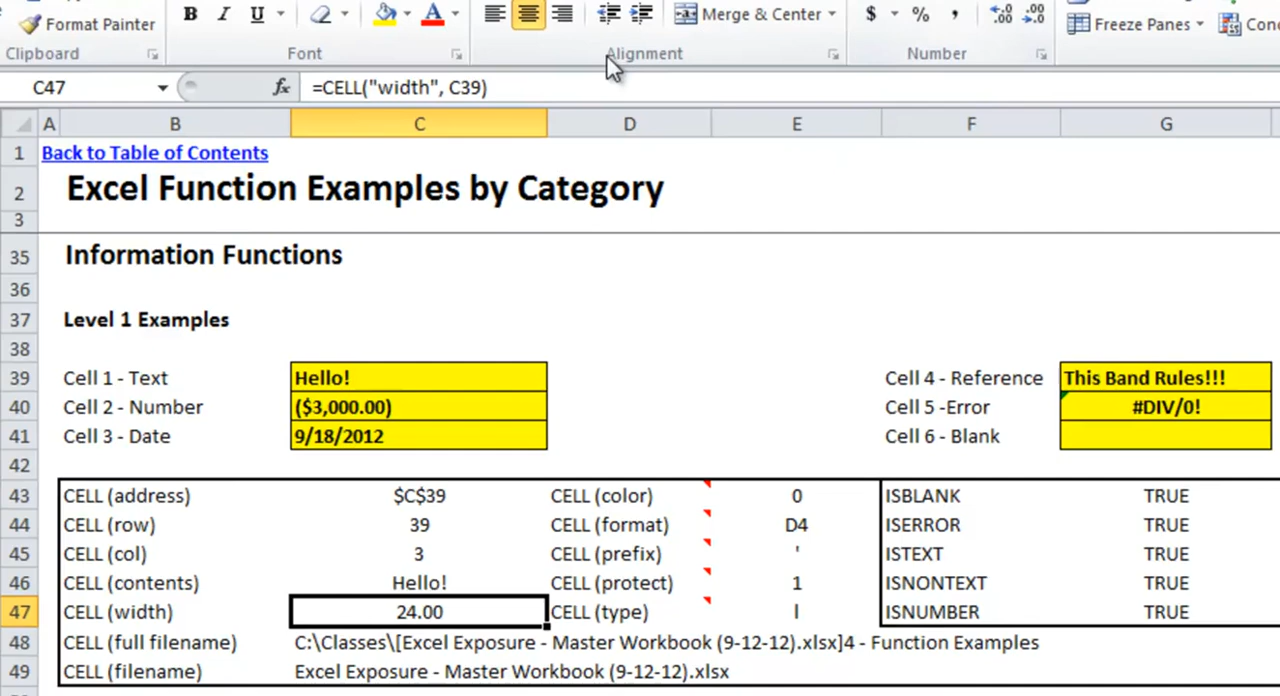 Format Painter B I U A Merge & Center $ % , .00 .00 Freeze Panes Con
Clipboard Font Alignment Number
C47 fx =CELL("width", C39)
A B C D E F G
1 Back to Table of Contents
2 Excel Function Examples by Category
3
35 Information Functions
36
37 Level 1 Examples
38
39 Cell 1 - Text Hello! Cell 4 - Reference This Band Rules!!!
40 Cell 2 - Number ($3,000.00) Cell 5 -Error #DIV/0!
41 Cell 3 - Date 9/18/2012 Cell 6 - Blank
42
43 CELL (address) $C$39 CELL (color) 0 ISBLANK TRUE
44 CELL (row) 39 CELL (format) D4 ISERROR TRUE
45 CELL (col) 3 CELL (prefix) ' ISTEXT TRUE
46 CELL (contents) Hello! CELL (protect) 1 ISNONTEXT TRUE
47 CELL (width) 24.00 CELL (type) l ISNUMBER TRUE
48 CELL (full filename) C:\Classes\[Excel Exposure - Master Workbook (9-12-12).xlsx]4 - Function Examples
49 CELL (filename) Excel Exposure - Master Workbook (9-12-12).xlsx